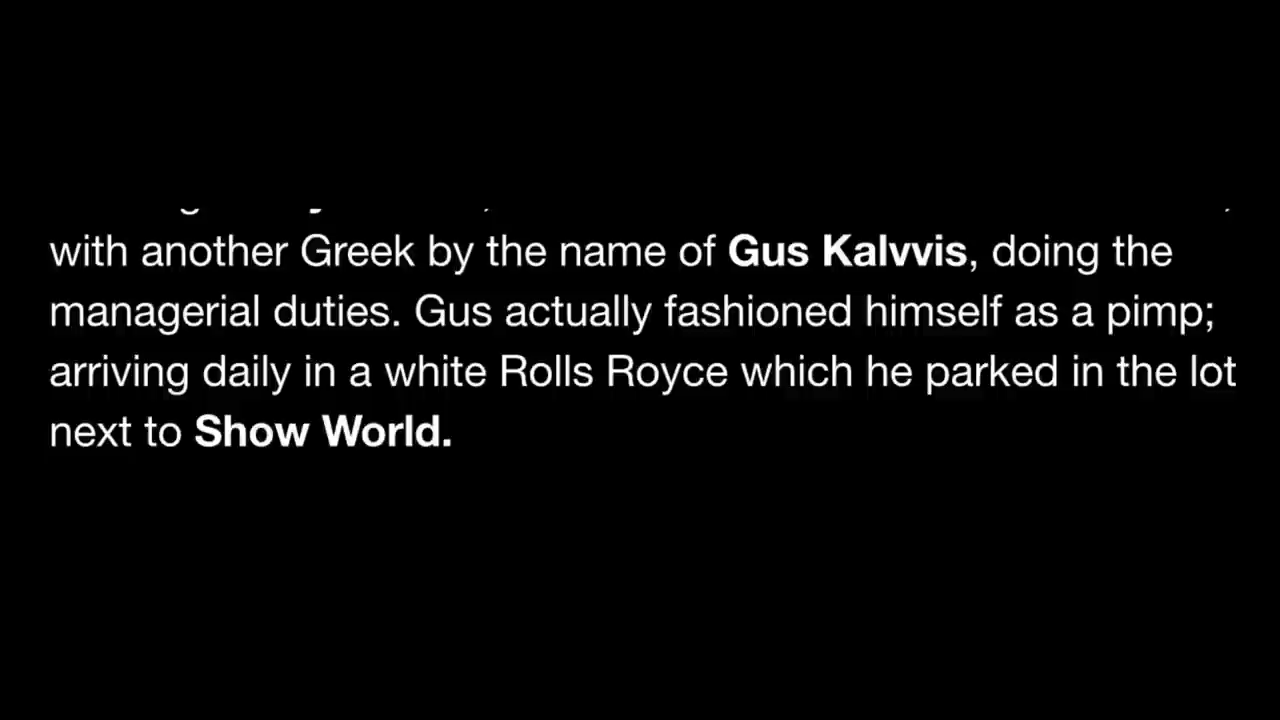 with another Greek by the name of Gus Kalvvis, doing the
managerial duties. Gus actually fashioned himself as a pimp;
arriving daily in a white Rolls Royce which he parked in the lot
next to Show World.